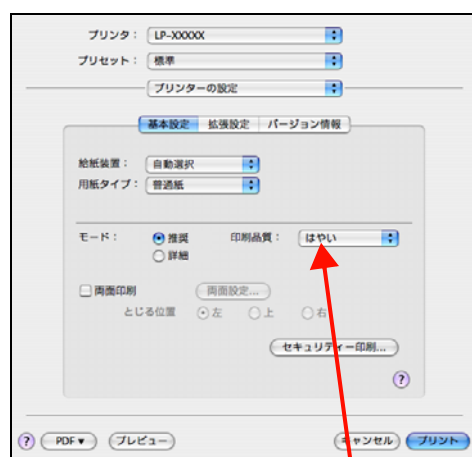 プリンタ： LP-XXXXX
プリセット： 標準
プリンターの設定
基本設定 拡張設定 バージョン情報
給紙装置： 自動選択
用紙タイプ： 普通紙
モード： 推奨 印刷品質： はやい
詳細
両面印刷 両面設定...
とじる位置 左 上 右
セキュリティー印刷...
?
? PDF▼ プレビュー キャンセル プリント